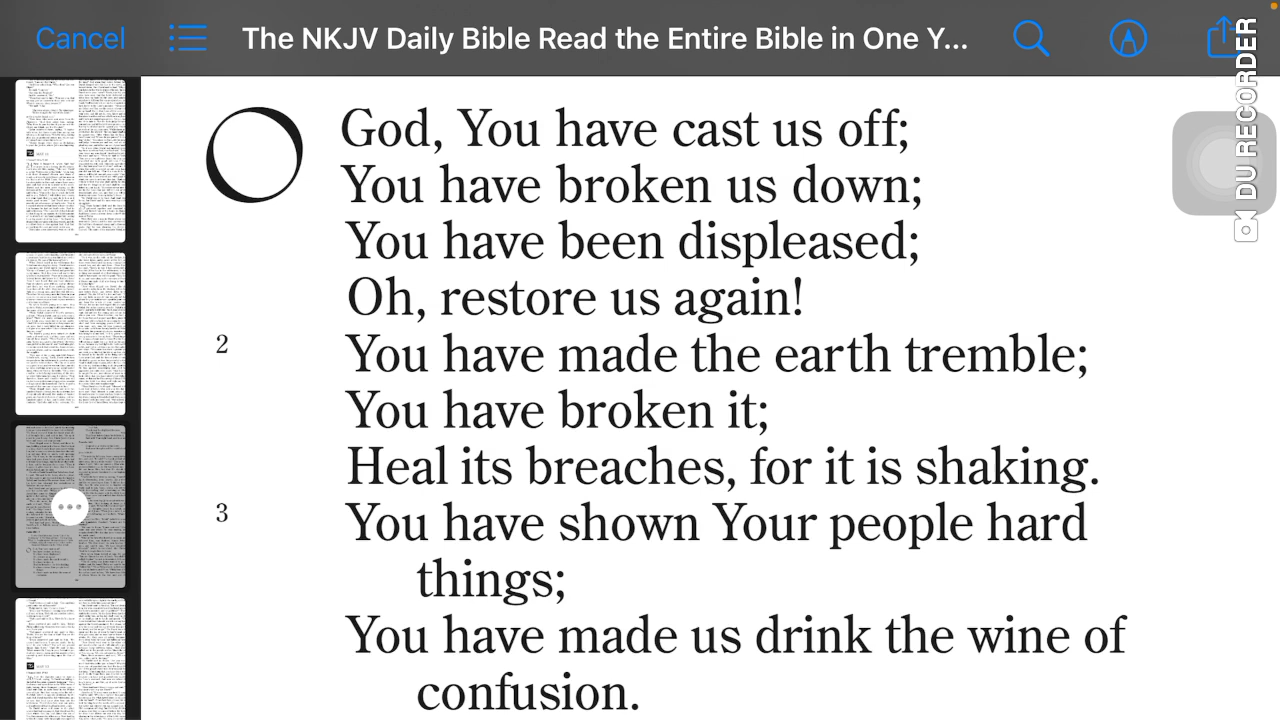 Cancel
The NKJV Daily Bible Read the Entire Bible in One Y...
DU RECORDER
O God, You have cast us off;
You have broken us down;
You have been displeased;
Oh, restore us again!
2 You have made the earth tremble;
You have broken it;
Heal its breaches, for it is shaking.
3 You have shown Your people hard
things;
You have made us drink the wine of
confusion.